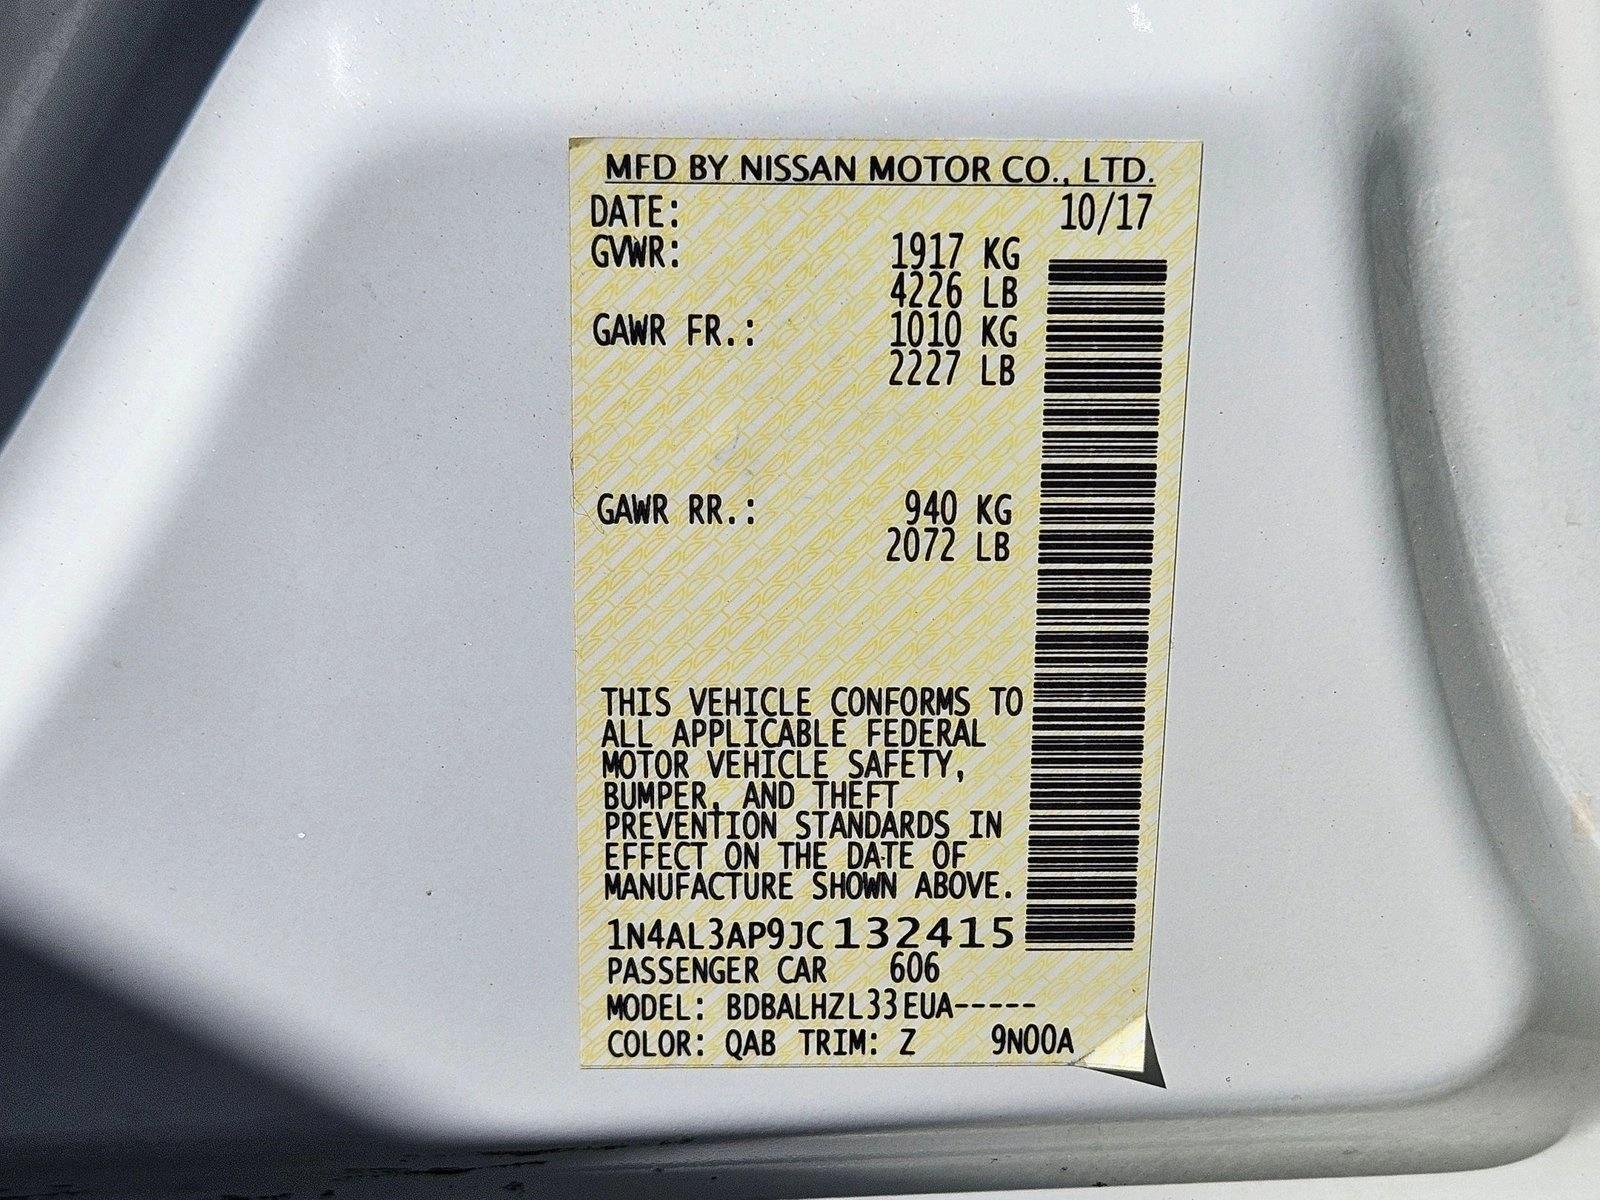 MFD BY NISSAN MOTOR CO., LTD.
DATE: 10/17
GVWR: 1917 KG
4226 LB
GAWR FR.: 1010 KG
2227 LB
GAWR RR.: 940 KG
2072 LB
THIS VEHICLE CONFORMS TO
ALL APPLICABLE FEDERAL
MOTOR VEHICLE SAFETY,
BUMPER, AND THEFT
PREVENTION STANDARDS IN
EFFECT ON THE DATE OF
MANUFACTURE SHOWN ABOVE.
1N4AL3AP9JC132415
PASSENGER CAR 606
MODEL: BDBALHZL33EUA-----
COLOR: QAB TRIM: Z 9N00A